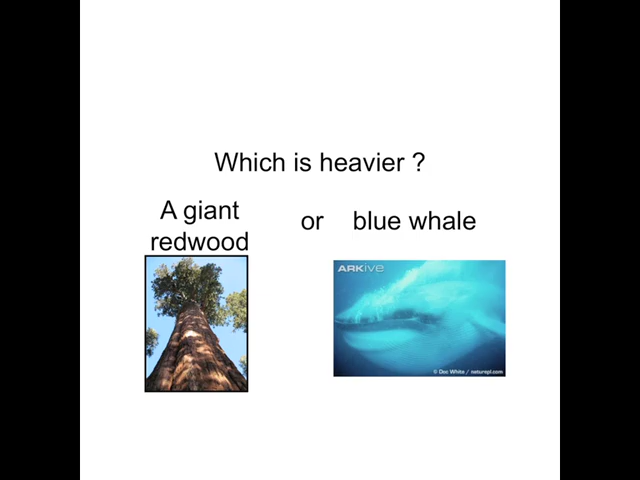 Which is heavier ?
A giant
redwood
or
blue whale
ARKive
© Doc White / naturepl.com